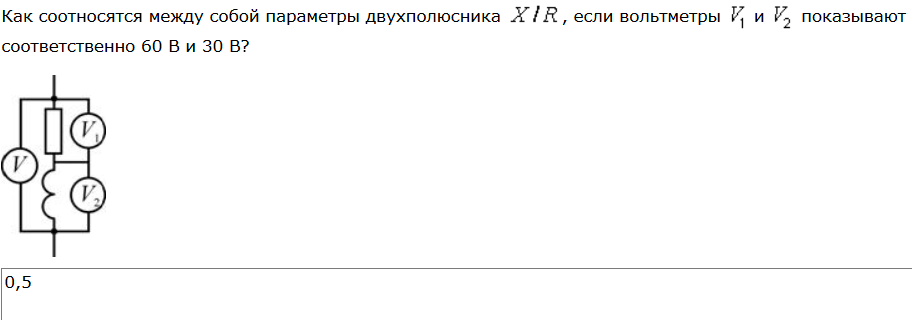 Как соотносятся между собой параметры двухполюсника X / R, если вольтметры V₁ и V₂ показывают
соответственно 60 В и 30 В?
V₁
V
V₂
0,5